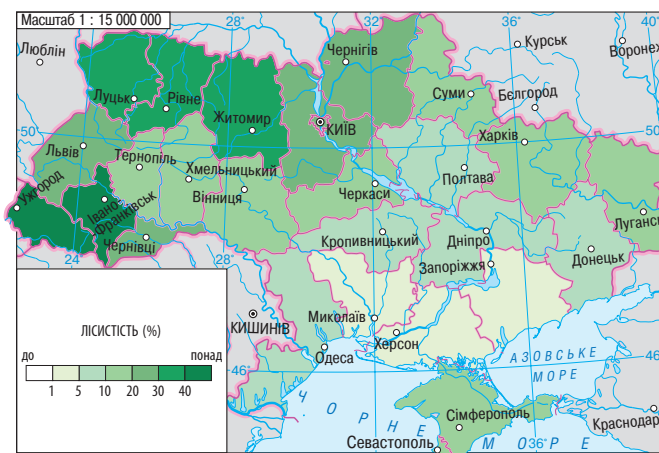 Масштаб 1 : 15 000 000
28°
32
36°
40°
Люблін
Чернігів
Курськ
Воронеж
Луцьк
Рівне
Суми
Бєлгород
Житомир
КИЇВ
50°
50°
Харків
Львів
Тернопіль
Хмельницький
Полтава
Ужгород
Івано-
Франківськ
Вінниця
Черкаси
Луганськ
Чернівці
24°
Кропивницький
Дніпро
Запоріжжя
Донецьк
ЛІСИСТІСТЬ (%)
до
понад
1 5 10 20 30 40
КИШИНІВ
Миколаїв
Херсон
Одеса
46°
46°
АЗОВСЬКЕ
МОРЕ
ЧОРНЕ
МОРЕ
Сімферополь
Севастополь
36°
Краснодар